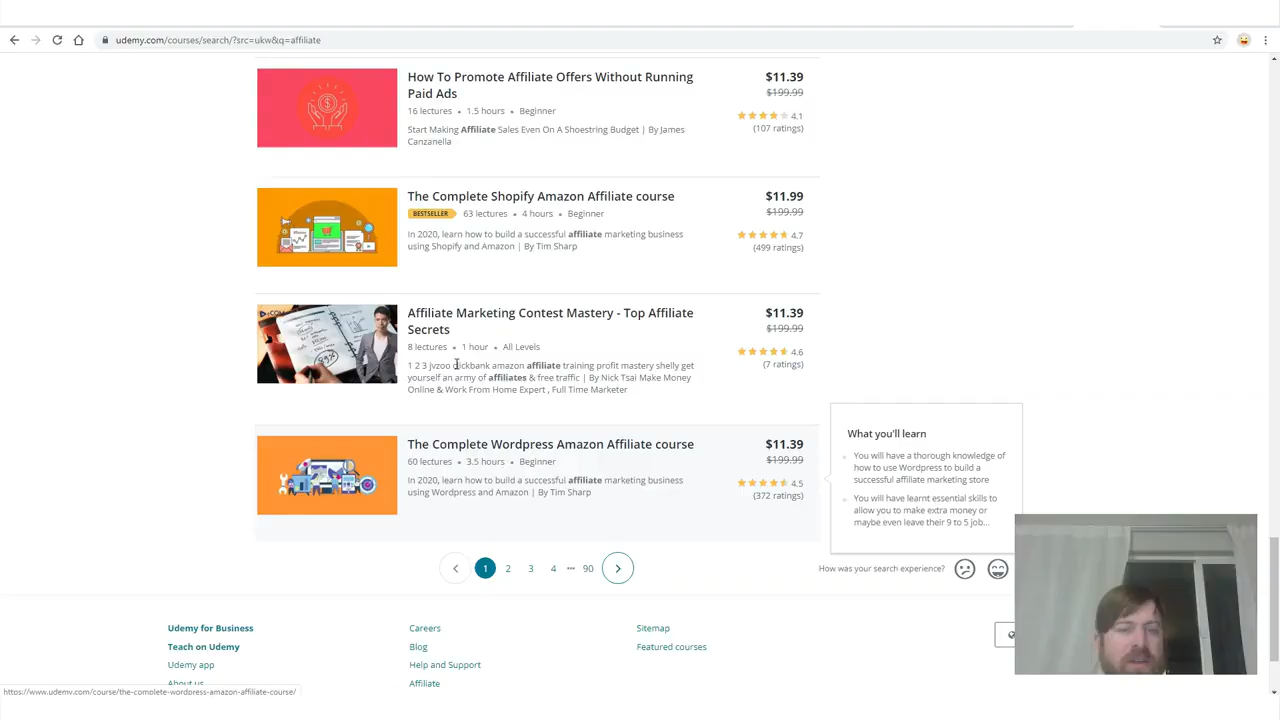 udemy.com/courses/search/?src=ukw&q=affiliate
How To Promote Affiliate Offers Without Running
Paid Ads
$11.39
$199.99
16 lectures • 1.5 hours • Beginner
4.1
(107 ratings)
Start Making Affiliate Sales Even On A Shoestring Budget | By James
Canzanella
The Complete Shopify Amazon Affiliate course
$11.99
$199.99
BESTSELLER 63 lectures • 4 hours • Beginner
4.7
(499 ratings)
In 2020, learn how to build a successful affiliate marketing business
using Shopify and Amazon | By Tim Sharp
Affiliate Marketing Contest Mastery - Top Affiliate
Secrets
$11.39
$199.99
8 lectures • 1 hour • All Levels
4.6
(7 ratings)
1 2 3 jvzoo clickbank amazon affiliate training profit mastery shelly get
yourself an army of affiliates & free traffic | By Nick Tsai Make Money
Online & Work From Home Expert , Full Time Marketer
The Complete Wordpress Amazon Affiliate course
$11.39
$199.99
60 lectures • 3.5 hours • Beginner
4.5
(372 ratings)
In 2020, learn how to build a successful affiliate marketing business
using Wordpress and Amazon | By Tim Sharp
What you'll learn
You will have a thorough knowledge of
how to use Wordpress to build a
successful affiliate marketing store
You will have learnt essential skills to
allow you to make extra money or
maybe even leave their 9 to 5 job...
1 2 3 4 ••• 90
How was your search experience?
Udemy for Business
Teach on Udemy
Udemy app
About us
Careers
Blog
Help and Support
Affiliate
Sitemap
Featured courses
https://www.udemy.com/course/the-complete-wordpress-amazon-affiliate-course/